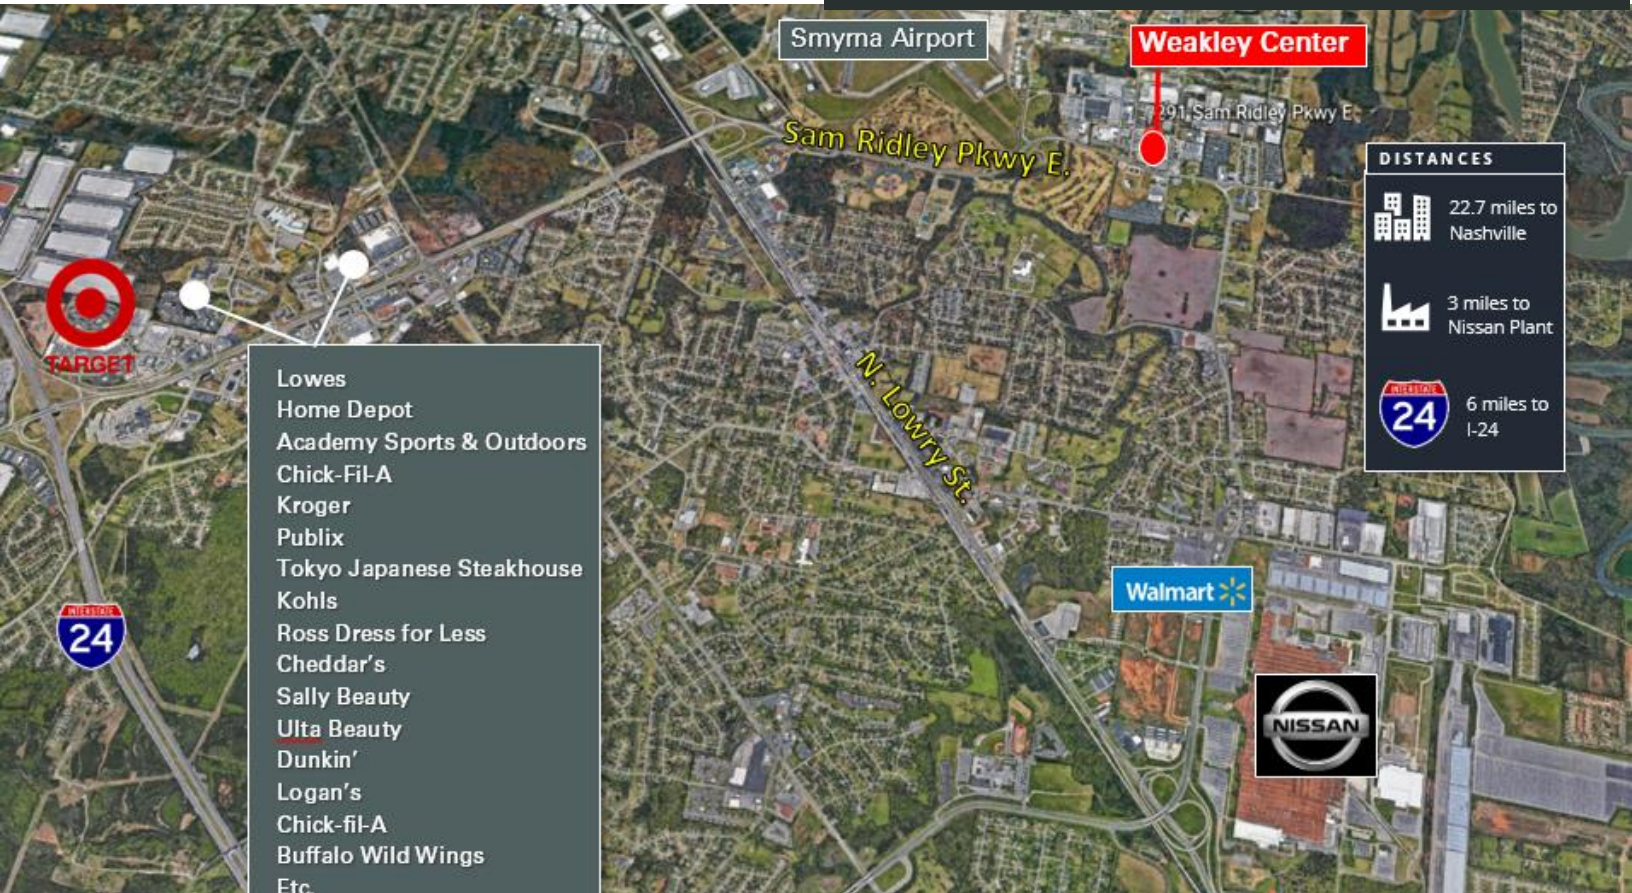 Smyrna Airport
Weakley Center
291 Sam Ridley Pkwy E
Sam Ridley Pkwy E.
DISTANCES
22.7 miles to
Nashville
3 miles to
Nissan Plant
INTERSTATE
24
6 miles to
I-24
TARGET
N. Lowry St.
Lowes
Home Depot
Academy Sports & Outdoors
Chick-Fil-A
Kroger
Publix
Tokyo Japanese Steakhouse
Kohls
Ross Dress for Less
Cheddar's
Sally Beauty
Ulta Beauty
Dunkin'
Logan's
Chick-fil-A
Buffalo Wild Wings
Etc.
INTERSTATE
24
Walmart
NISSAN